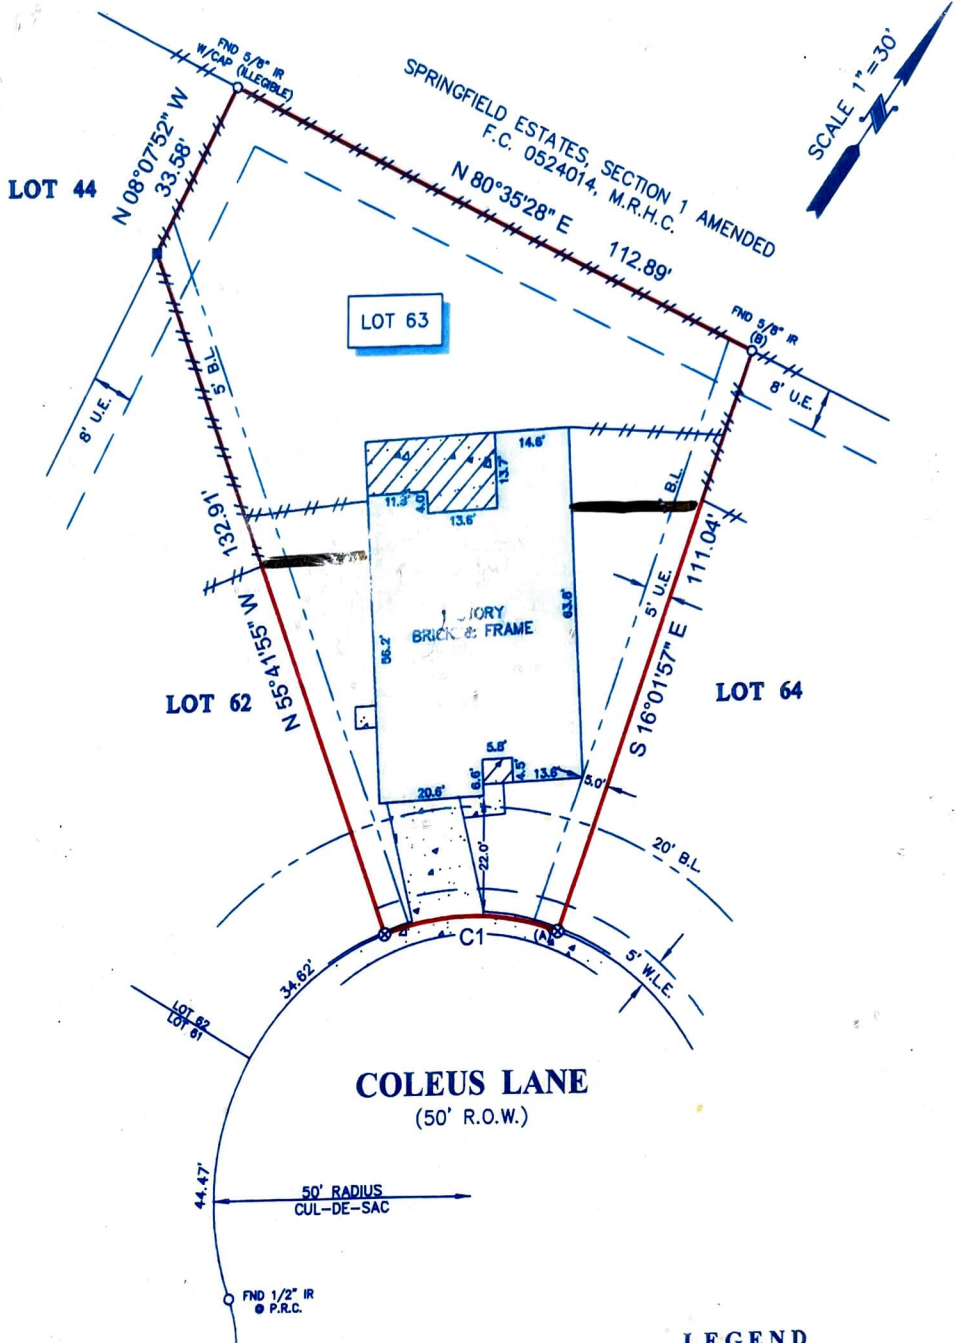 FND 5/8" IR
W/CAP (ILLEGIBLE)
SPRINGFIELD ESTATES, SECTION 1 AMENDED
F.C. 0524014, M.R.H.C.
SCALE 1"=30'
N 08°07'52" W
33.58'
LOT 44
N 80°35'28" E
112.89'
FND 5/8" IR
(B)
LOT 63
8' U.E.
5' B.L.
8' U.E.
14.6'
13.7'
11.3'
4.0'
13.6'
B.L.
132.91'
111.04'
5' U.E.
63.6'
56.2'
BRICK & FRAME
N 55°41'55" W
S 16°01'57" E
LOT 62
LOT 64
5.6'
6.6'
4.5'
13.6'
5.0'
20.6'
22.0'
20' B.L.
C1
(A)
5' W.L.E.
34.62'
LOT 62
LOT 61
COLEUS LANE
(50' R.O.W.)
44.47'
50' RADIUS
CUL-DE-SAC
FND 1/2" IR
@ P.R.C.
LEGEND